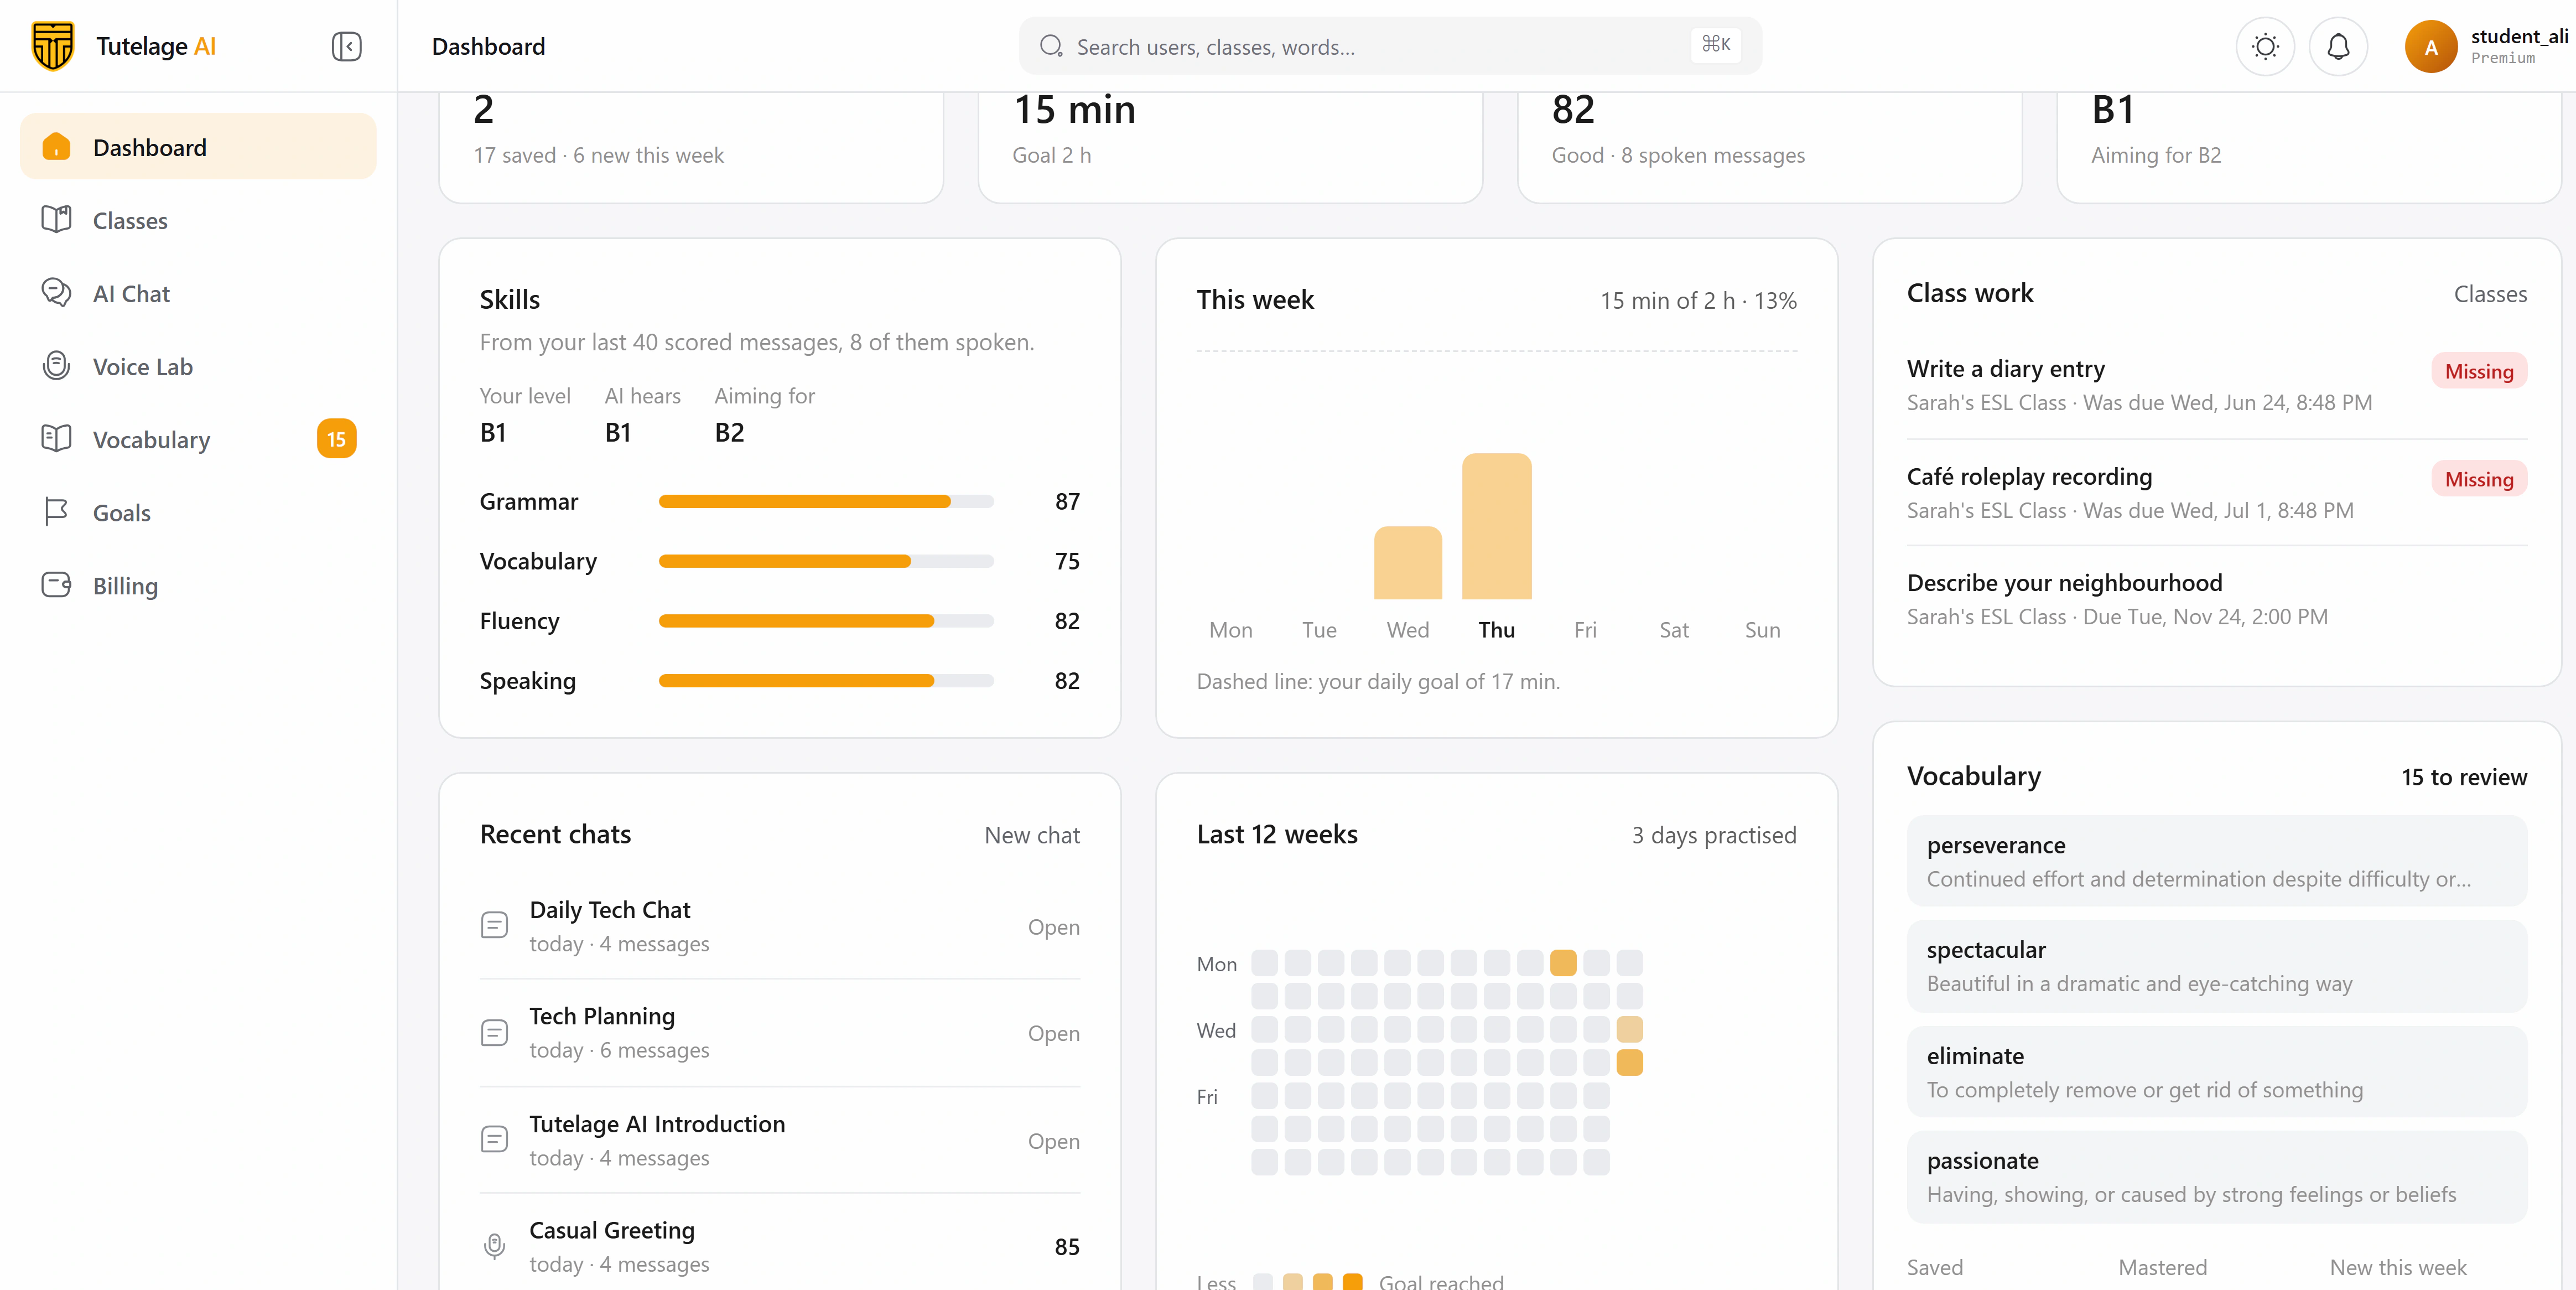 Tutelage AI
Dashboard
Search users, classes, words...
⌘K
A
student_ali
Premium
Dashboard
Classes
AI Chat
Voice Lab
Vocabulary
15
Goals
Billing
2
17 saved · 6 new this week
15 min
Goal 2 h
82
Good · 8 spoken messages
B1
Aiming for B2
Skills
From your last 40 scored messages, 8 of them spoken.
Your level AI hears Aiming for
B1 B1 B2
Grammar 87
Vocabulary 75
Fluency 82
Speaking 82
This week 15 min of 2 h · 13%
Mon Tue Wed Thu Fri Sat Sun
Dashed line: your daily goal of 17 min.
Class work Classes
Write a diary entry Missing
Sarah's ESL Class · Was due Wed, Jun 24, 8:48 PM
Café roleplay recording Missing
Sarah's ESL Class · Was due Wed, Jul 1, 8:48 PM
Describe your neighbourhood
Sarah's ESL Class · Due Tue, Nov 24, 2:00 PM
Recent chats New chat
Daily Tech Chat Open
today · 4 messages
Tech Planning Open
today · 6 messages
Tutelage AI Introduction Open
today · 4 messages
Casual Greeting 85
today · 4 messages
Last 12 weeks 3 days practised
Mon
Wed
Fri
Less Goal reached
Vocabulary 15 to review
perseverance
Continued effort and determination despite difficulty or...
spectacular
Beautiful in a dramatic and eye-catching way
eliminate
To completely remove or get rid of something
passionate
Having, showing, or caused by strong feelings or beliefs
Saved Mastered New this week